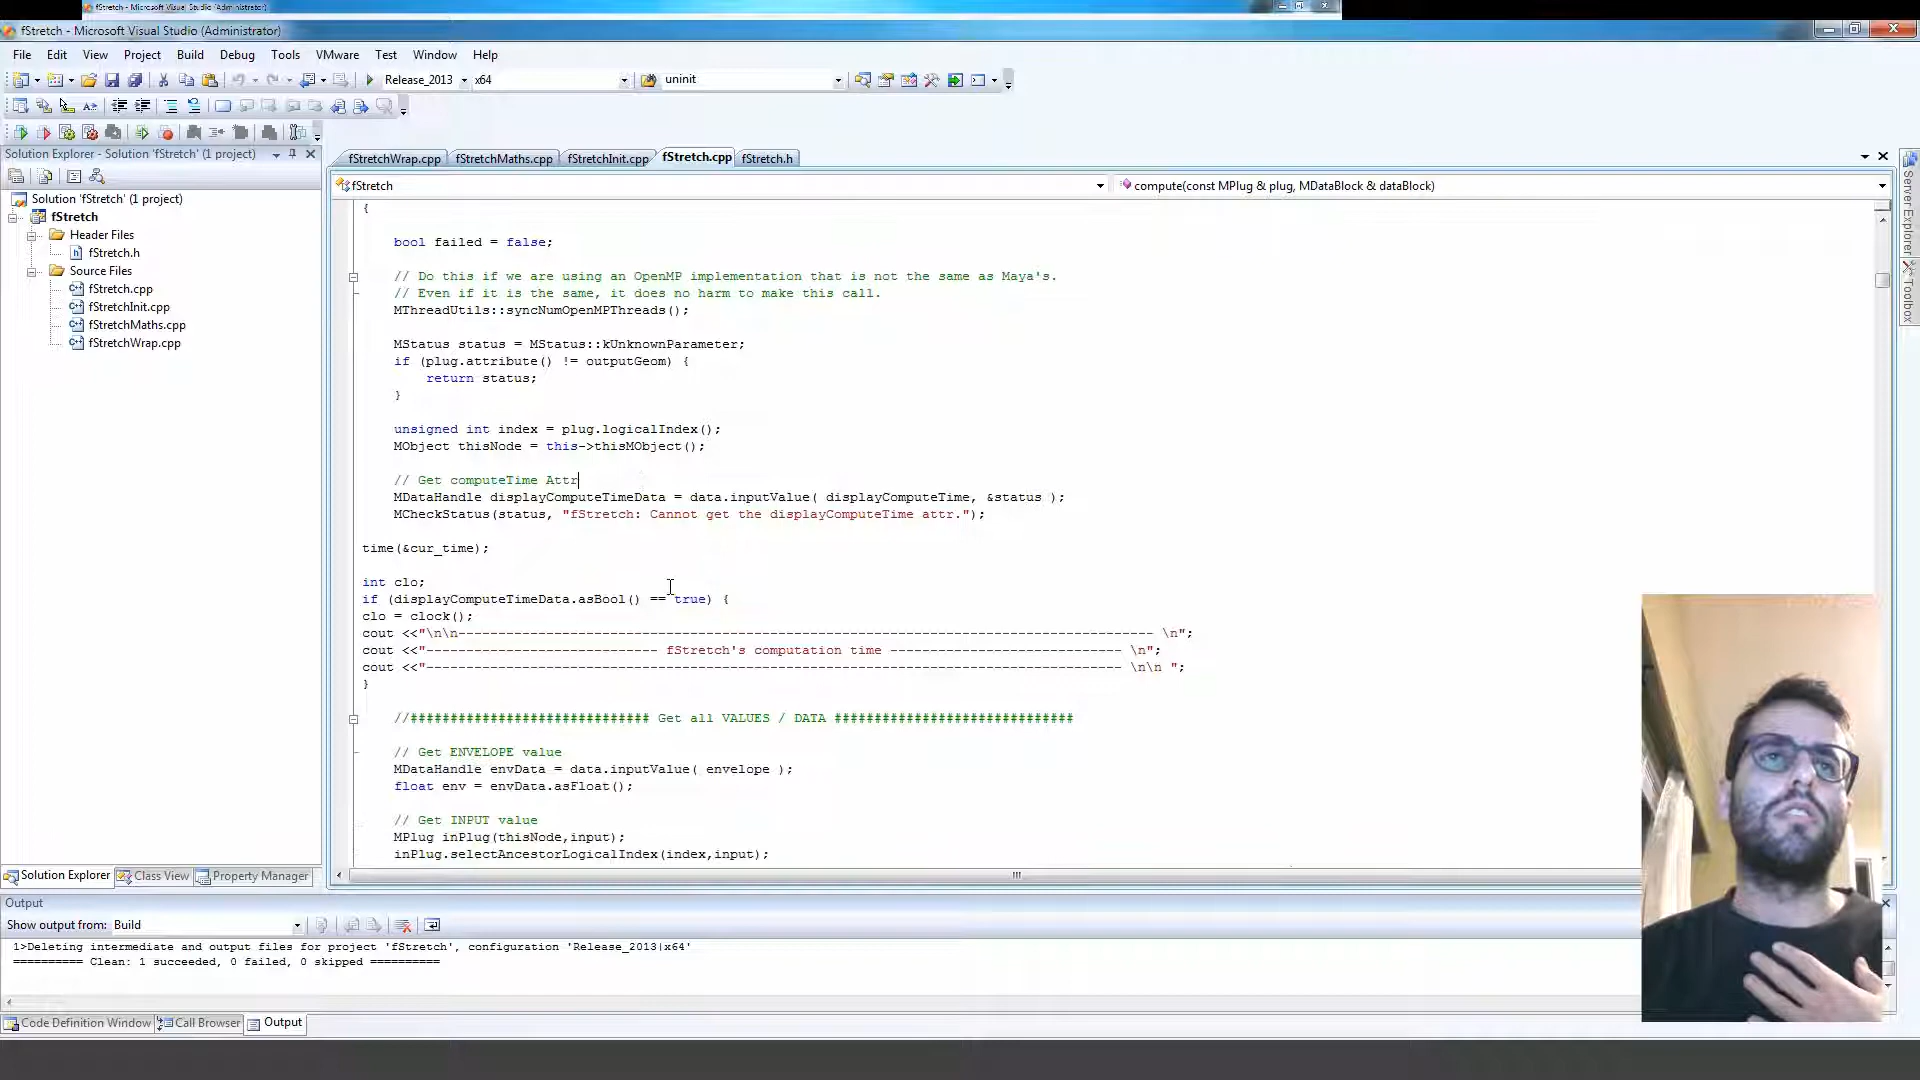 fStretch - Microsoft Visual Studio (Administrator)
fStretch - Microsoft Visual Studio (Administrator)
File Edit View Project Build Debug Tools VMware Test Window Help
Release_2013 x64 uninit
Solution Explorer - Solution 'fStretch' (1 project)
fStretchWrap.cpp fStretchMaths.cpp fStretchInit.cpp fStretch.cpp fStretch.h
fStretch compute(const MPlug & plug, MDataBlock & dataBlock)
Solution 'fStretch' (1 project)
fStretch
Header Files
fStretch.h
Source Files
fStretch.cpp
fStretchInit.cpp
fStretchMaths.cpp
fStretchWrap.cpp
{
bool failed = false;
// Do this if we are using an OpenMP implementation that is not the same as Maya's.
// Even if it is the same, it does no harm to make this call.
MThreadUtils::syncNumOpenMPThreads();
MStatus status = MStatus::kUnknownParameter;
if (plug.attribute() != outputGeom) {
return status;
}
unsigned int index = plug.logicalIndex();
MObject thisNode = this->thisMObject();
// Get computeTime Attr
MDataHandle displayComputeTimeData = data.inputValue( displayComputeTime, &status );
MCheckStatus(status, "fStretch: Cannot get the displayComputeTime attr.");
time(&cur_time);
int clo;
if (displayComputeTimeData.asBool() == true) {
clo = clock();
cout <<"\n\n-------------------------------------------------------------------------------------- \n";
cout <<"----------------------------- fStretch's computation time ----------------------------- \n";
cout <<"-------------------------------------------------------------------------------------- \n\n ";
}
//############################## Get all VALUES / DATA ##############################
// Get ENVELOPE value
MDataHandle envData = data.inputValue( envelope );
float env = envData.asFloat();
// Get INPUT value
MPlug inPlug(thisNode,input);
inPlug.selectAncestorLogicalIndex(index,input);
Server Explorer
Toolbox
Solution Explorer Class View Property Manager
Output
Show output from: Build
1>Deleting intermediate and output files for project 'fStretch', configuration 'Release_2013|x64'
========== Clean: 1 succeeded, 0 failed, 0 skipped ==========
Code Definition Window Call Browser Output